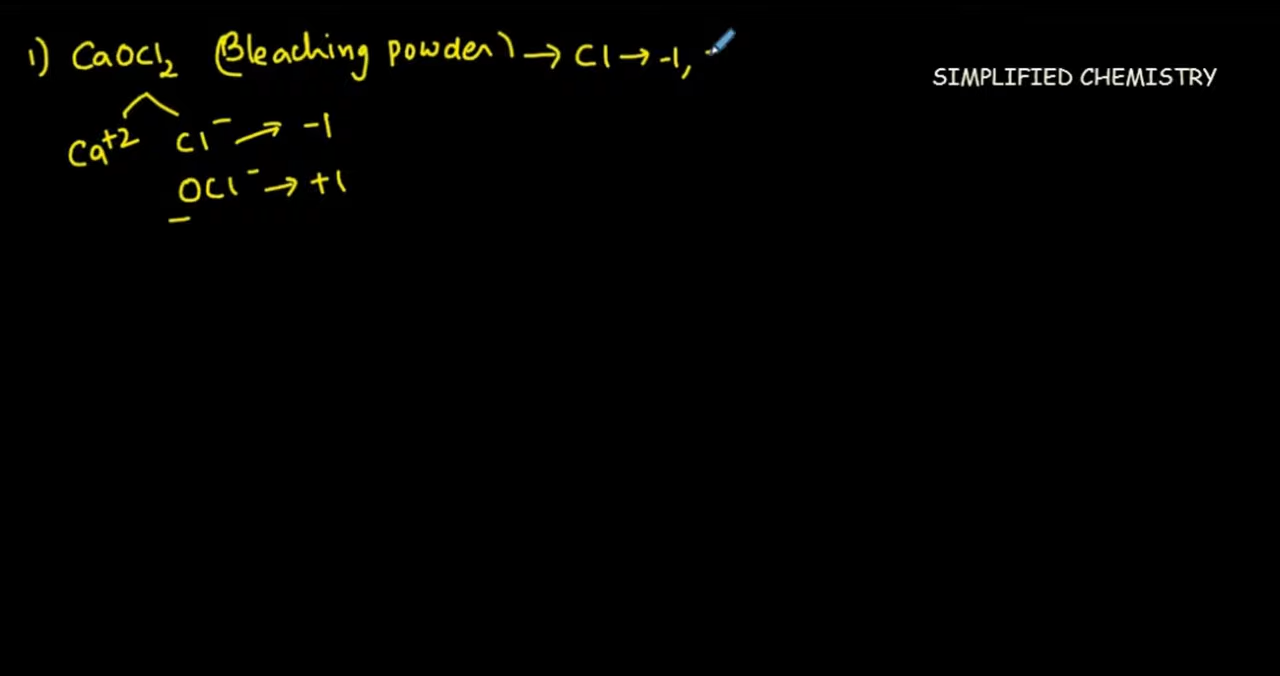 1) CaOCl₂ (Bleaching powder) → Cl → -1,
SIMPLIFIED CHEMISTRY
Ca⁺² Cl⁻ → -1
OCl⁻ → +1